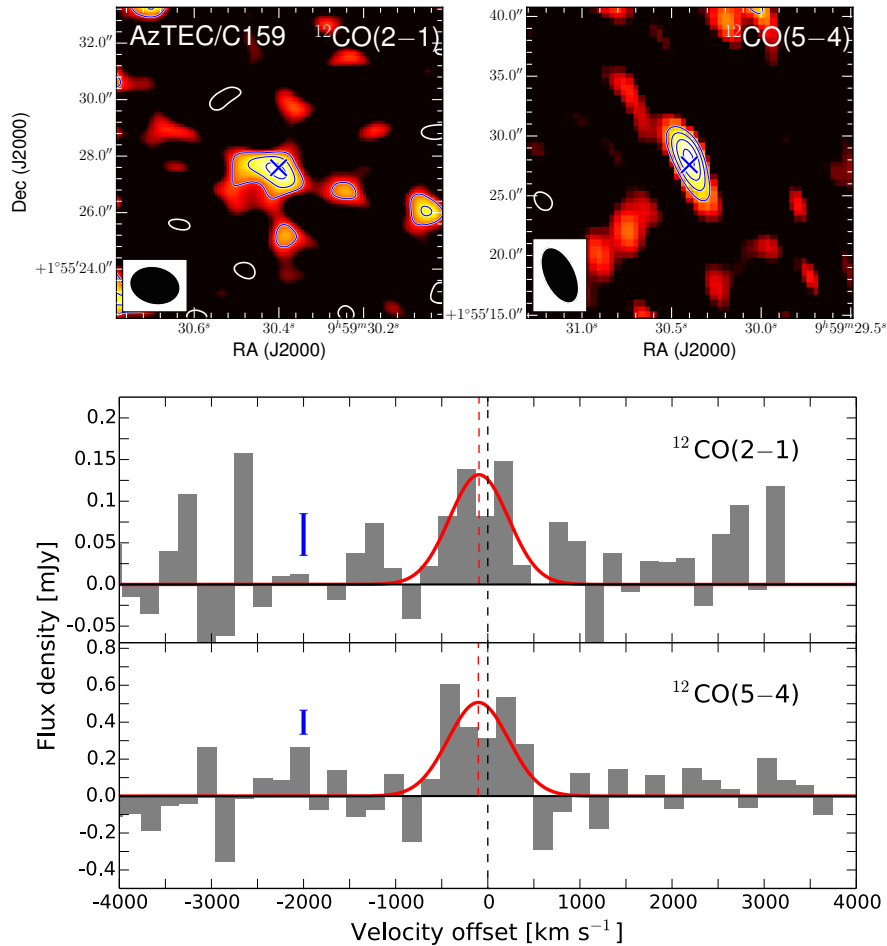 AzTEC/C159 ¹²CO(2−1)
33.0″
30.0″
28.0″
26.0″
+1°55′24.0″
Dec (J2000)
30.6ˢ 30.4ˢ 9ʰ59ᵐ30.2ˢ
RA (J2000)
¹²CO(5−4)
40.0″
35.0″
30.0″
25.0″
20.0″
+1°55′15.0″
31.0ˢ 30.5ˢ 30.0ˢ 9ʰ59ᵐ29.5ˢ
RA (J2000)
¹²CO(2−1)
0.2
0.15
0.10
0.05
0.0
-0.05
¹²CO(5−4)
0.8
0.6
0.4
0.2
0.0
-0.2
-0.4
Flux density [mJy]
-4000 -3000 -2000 -1000 0 1000 2000 3000 4000
Velocity offset [km s⁻¹]